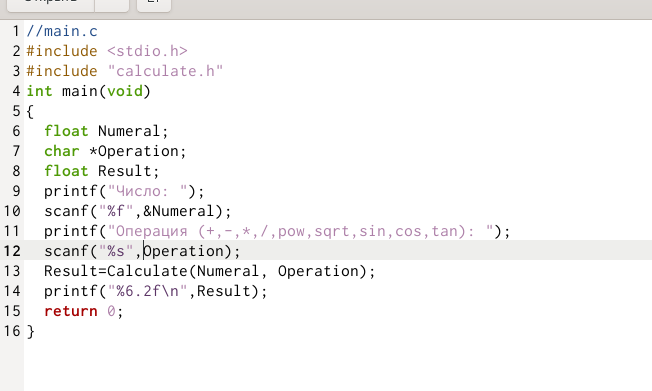 1 //main.c
2 #include <stdio.h>
3 #include "calculate.h"
4 int main(void)
5 {
6   float Numeral;
7   char *Operation;
8   float Result;
9   printf("Число: ");
10   scanf("%f",&Numeral);
11   printf("Операция (+,-,*,/,pow,sqrt,sin,cos,tan): ");
12   scanf("%s",Operation);
13   Result=Calculate(Numeral, Operation);
14   printf("%6.2f\n",Result);
15   return 0;
16 }